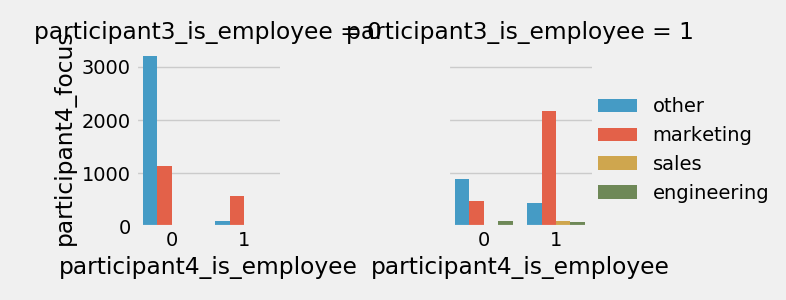 participant3_is_employee = 0
participant3_is_employee = 1
participant4_focus
3000
2000
1000
0
0 1
0 1
participant4_is_employee
participant4_is_employee
other
marketing
sales
engineering